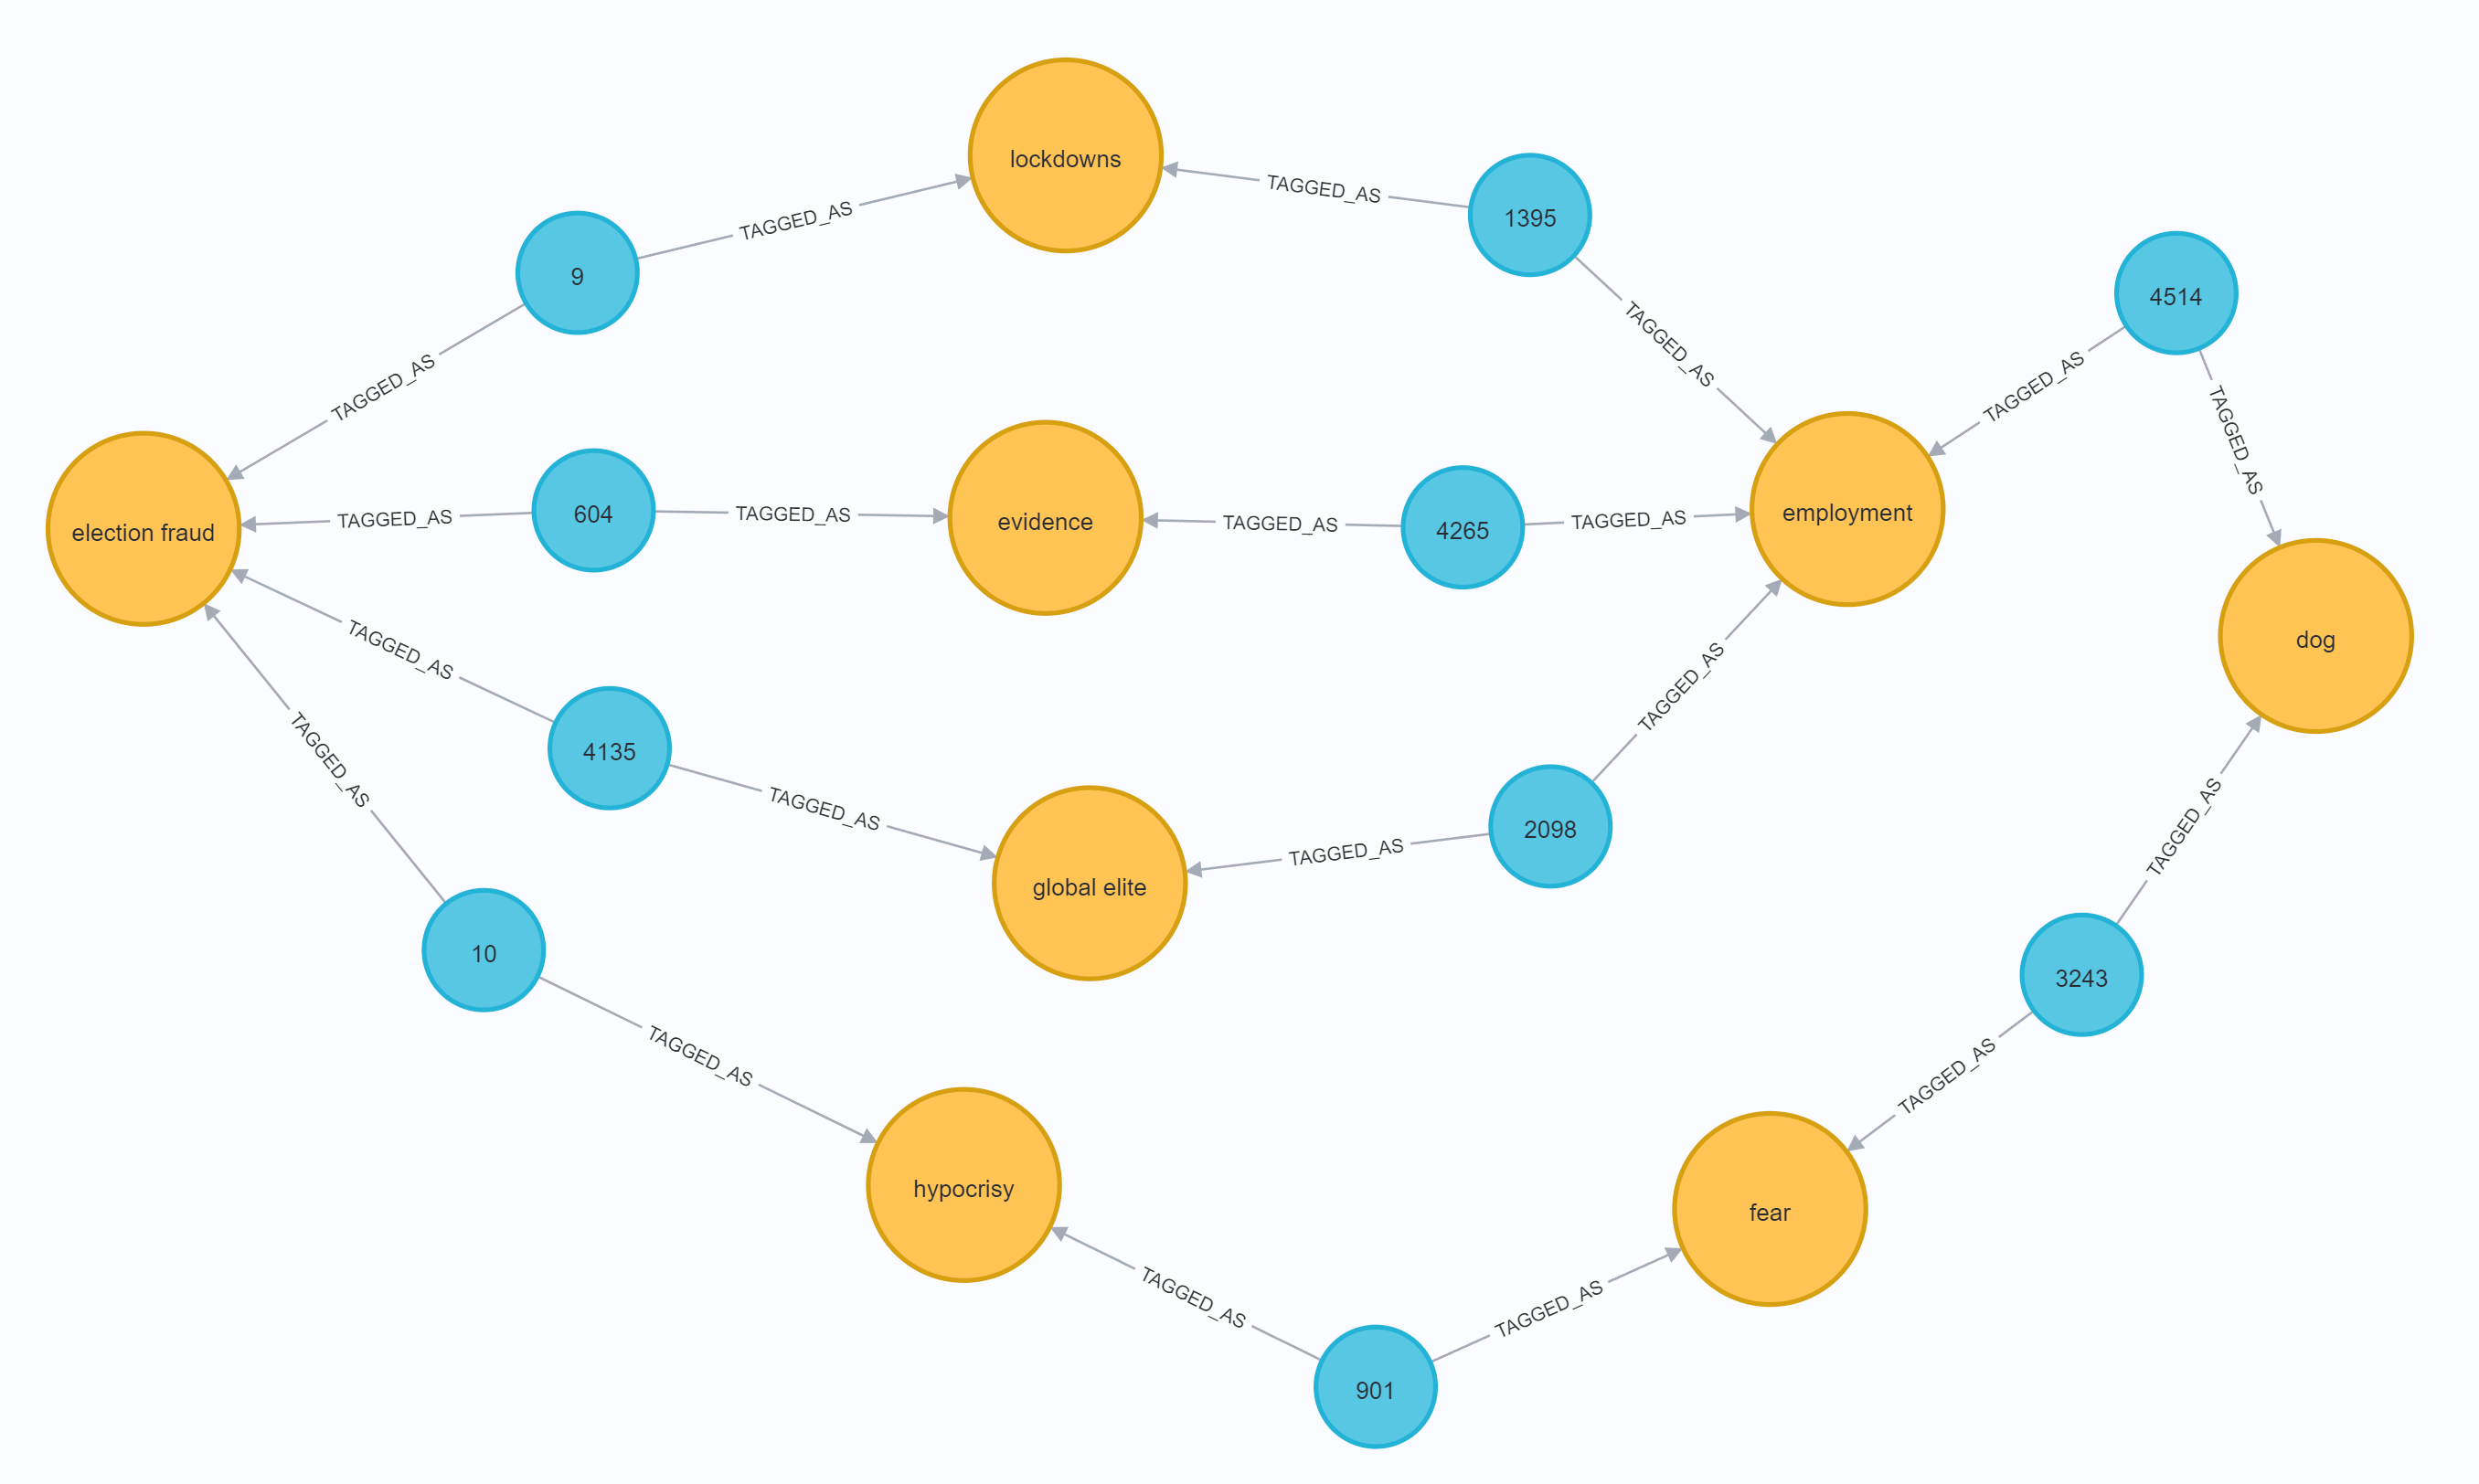 lockdowns
TAGGED_AS
1395
TAGGED_AS
9
4514
TAGGED_AS
TAGGED_AS
TAGGED_AS
TAGGED_AS
election fraud
TAGGED_AS
604
TAGGED_AS
evidence
TAGGED_AS
4265
TAGGED_AS
employment
dog
TAGGED_AS
TAGGED_AS
4135
TAGGED_AS
TAGGED_AS
TAGGED_AS
2098
TAGGED_AS
global elite
TAGGED_AS
10
3243
TAGGED_AS
TAGGED_AS
hypocrisy
fear
TAGGED_AS
TAGGED_AS
901